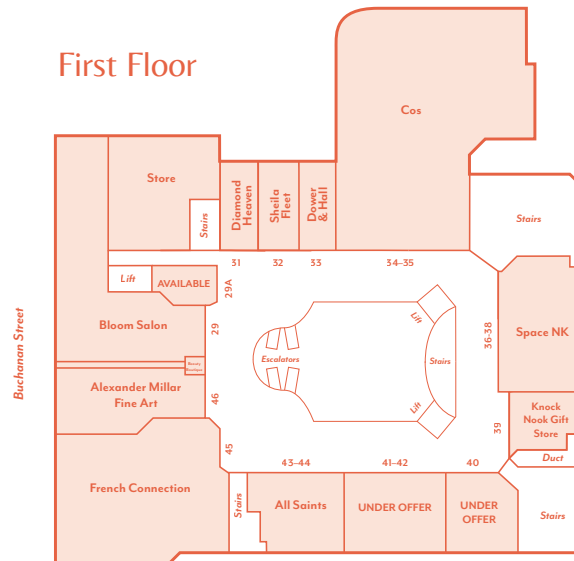 First Floor
Cos
Store
Stairs
Diamond
Heaven
Sheila
Fleet
Dower
& Hall
Stairs
31
32
33
34–35
Lift
AVAILABLE
29A
Bloom Salon
29
Buchanan Street
Beauty
Boutique
Alexander Millar
Fine Art
46
45
French Connection
Escalators
Lift
Stairs
Lift
36-38
Space NK
39
Knock
Nook Gift
Store
Duct
43–44
41–42
40
Stairs
All Saints
UNDER OFFER
UNDER
OFFER
Stairs